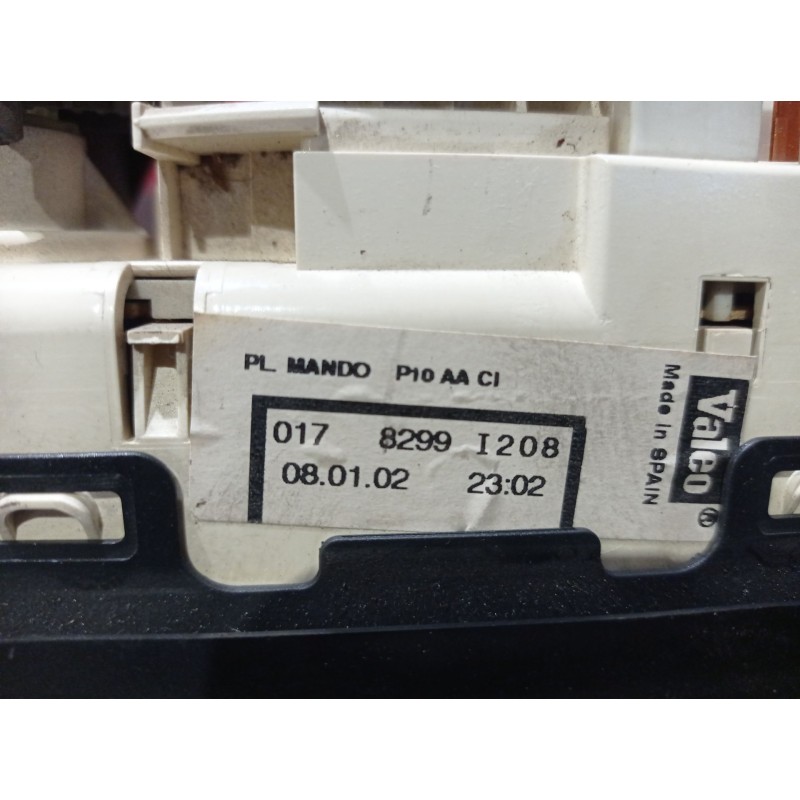 PL MANDO P10 AA CI
017 8299 I208
08.01.02 23:02
Made in SPAIN
Valeo ®